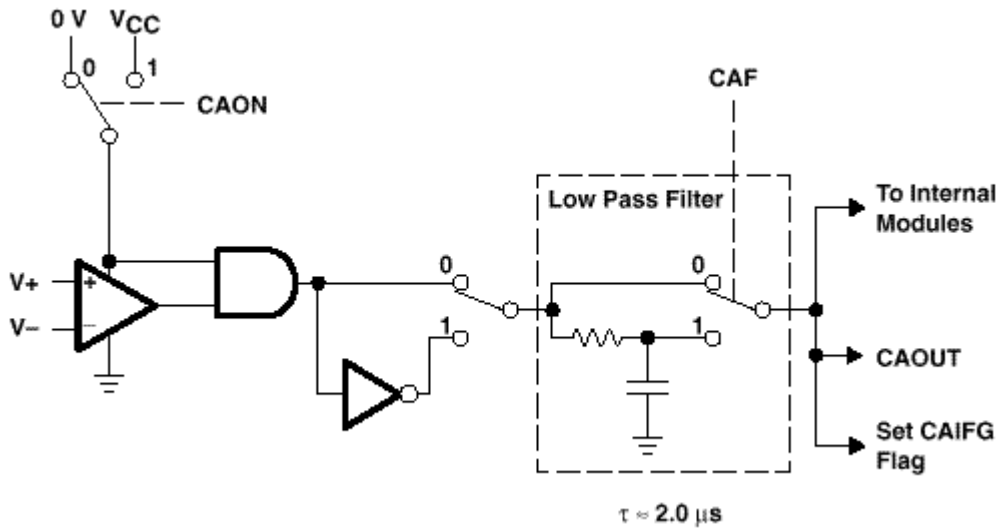 0 V VCC
0 1
CAON
CAF
Low Pass Filter
To Internal
Modules
V+
+
V−
−
0
1
0
1
CAOUT
Set CAIFG
Flag
τ ≈ 2.0 μs